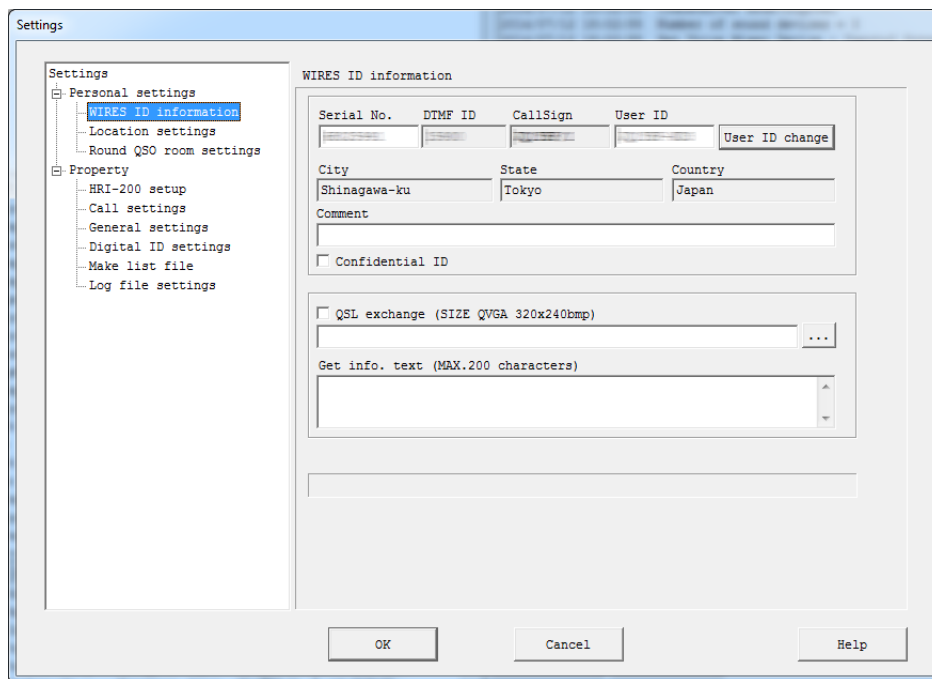 Settings
Settings
Personal settings
WIRES ID information
Location settings
Round QSO room settings
Property
HRI-200 setup
Call settings
General settings
Digital ID settings
Make list file
Log file settings
WIRES ID information
Serial No. DTMF ID CallSign User ID
User ID change
City State Country
Shinagawa-ku Tokyo Japan
Comment
Confidential ID
QSL exchange (SIZE QVGA 320x240bmp)
...
Get info. text (MAX.200 characters)
OK Cancel Help